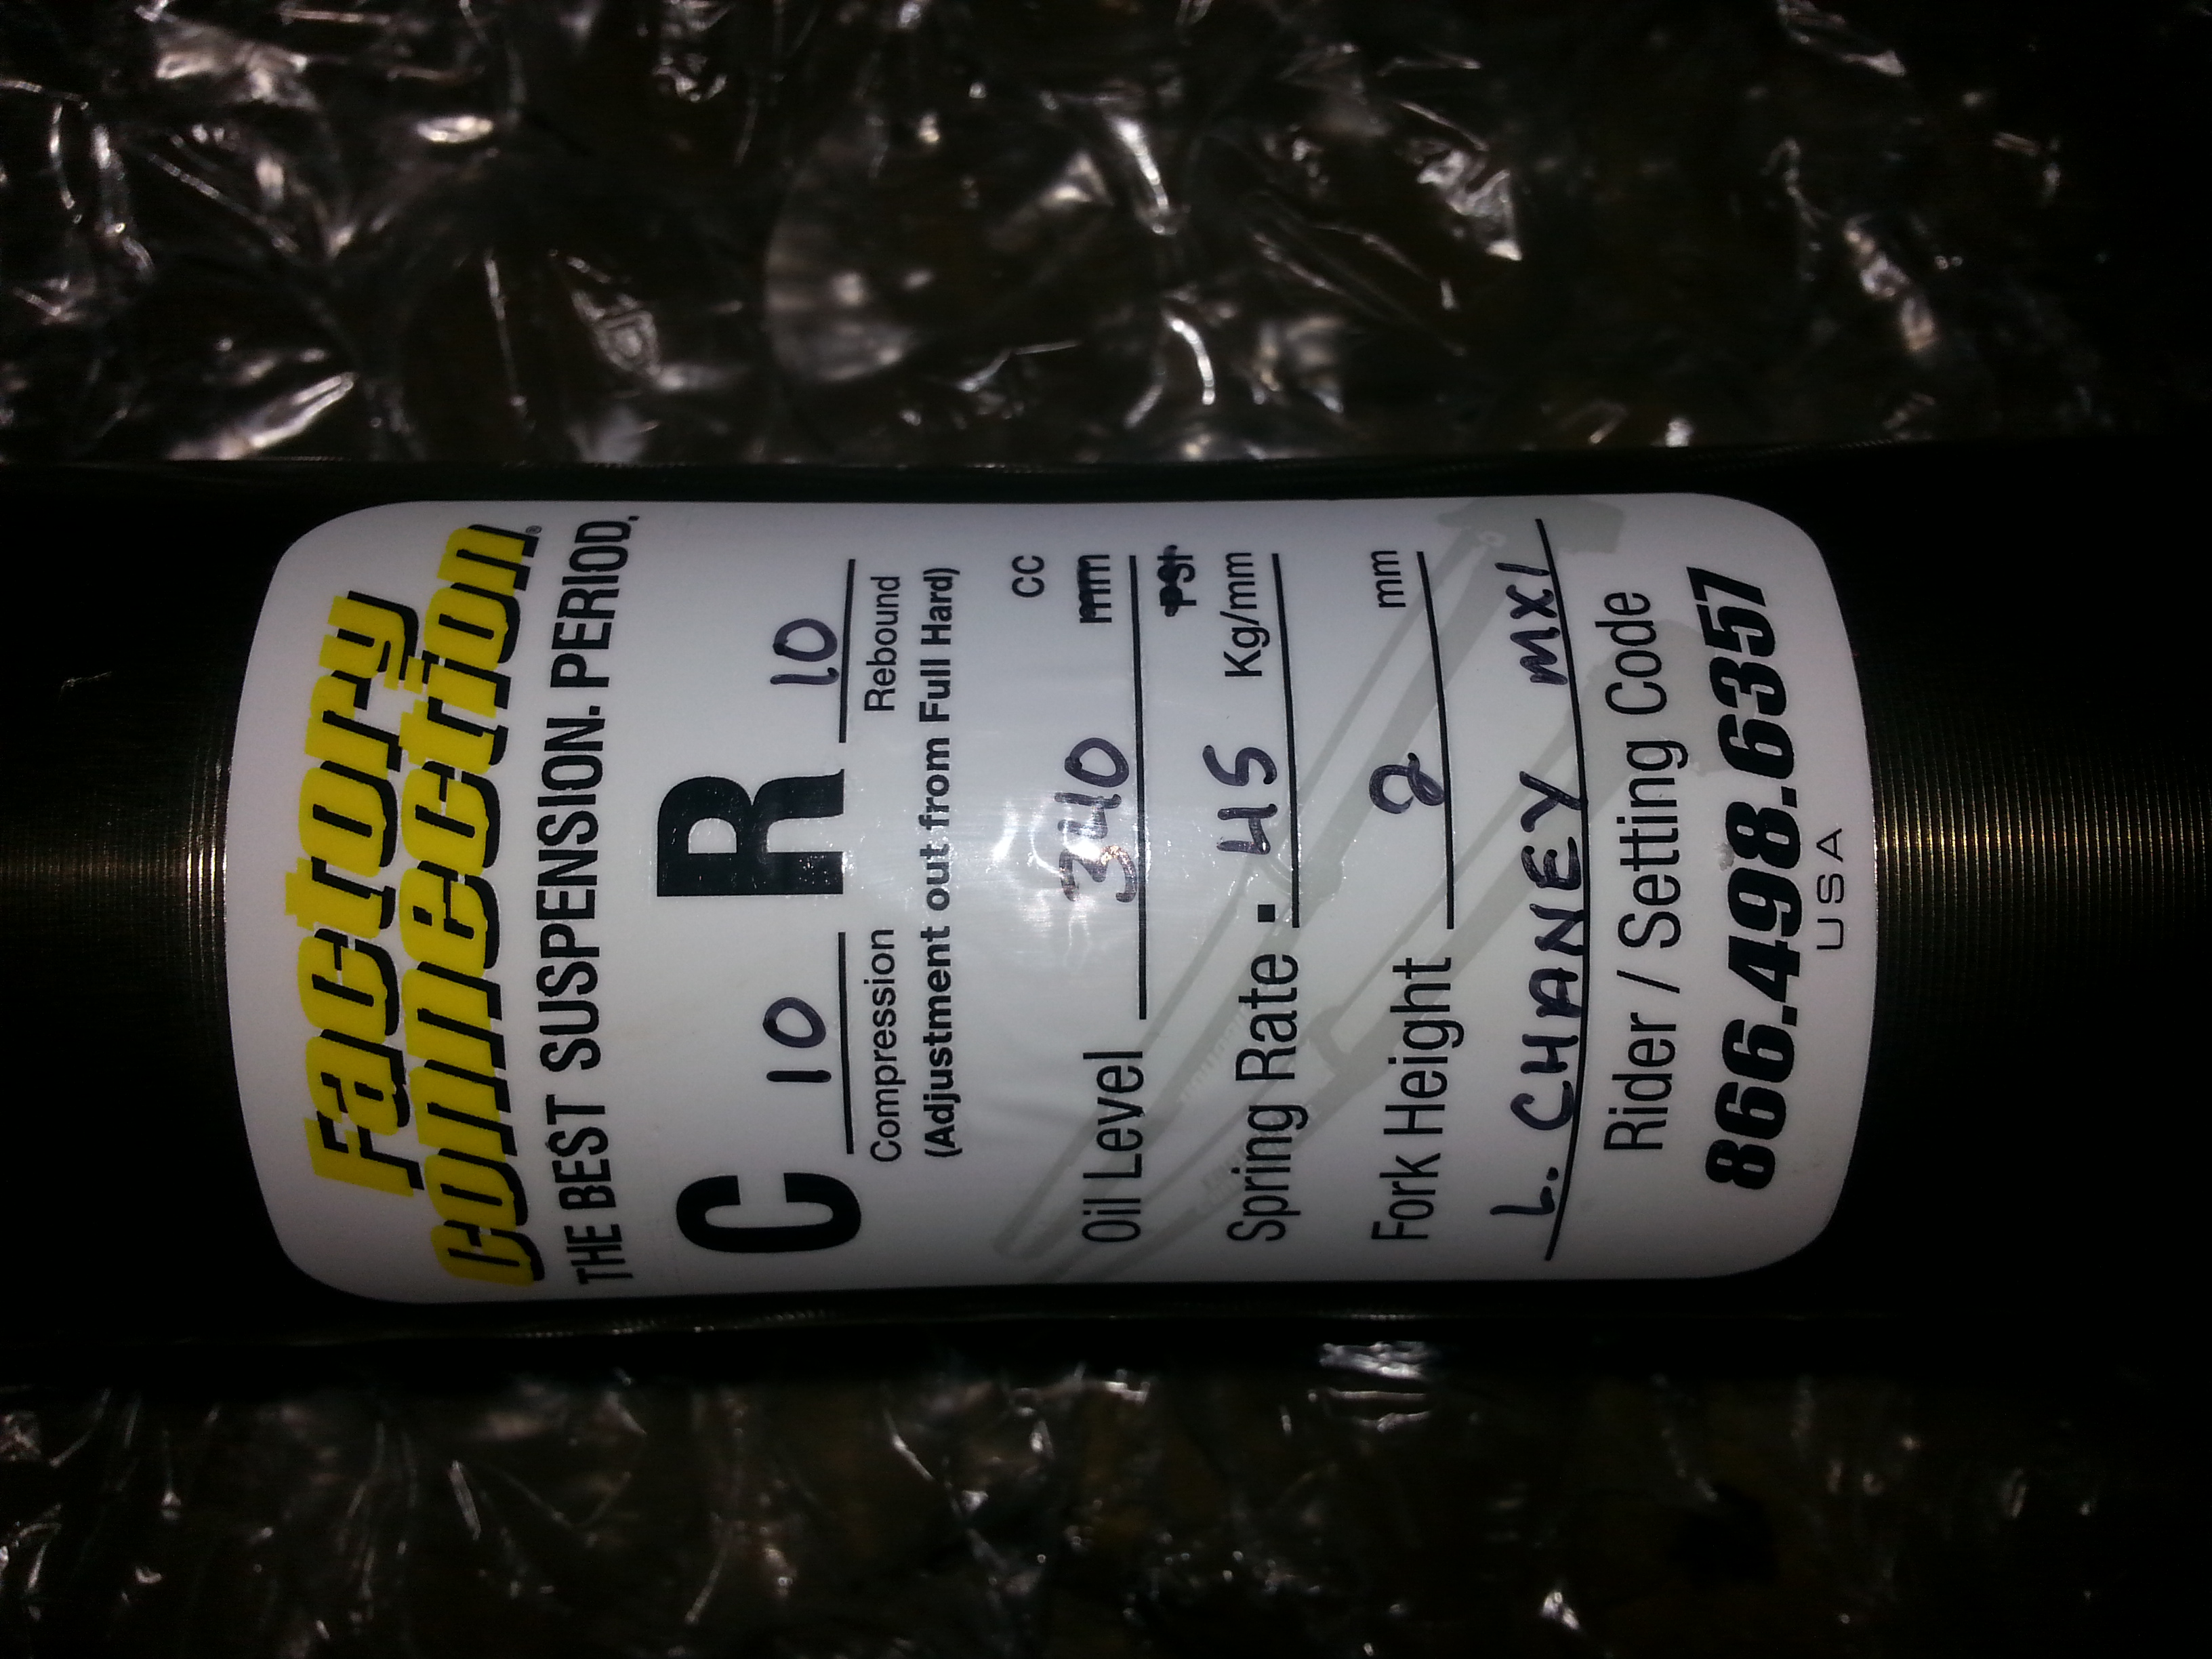 Factory
connection®
THE BEST SUSPENSION. PERIOD.
C 10 R 10
Compression Rebound
(Adjustment out from Full Hard)
cc
Oil Level 340 mm
PSI
Spring Rate . 45 Kg/mm
Fork Height 2 mm
L. CHANEY MX1
Rider / Setting Code
866.498.6357
USA